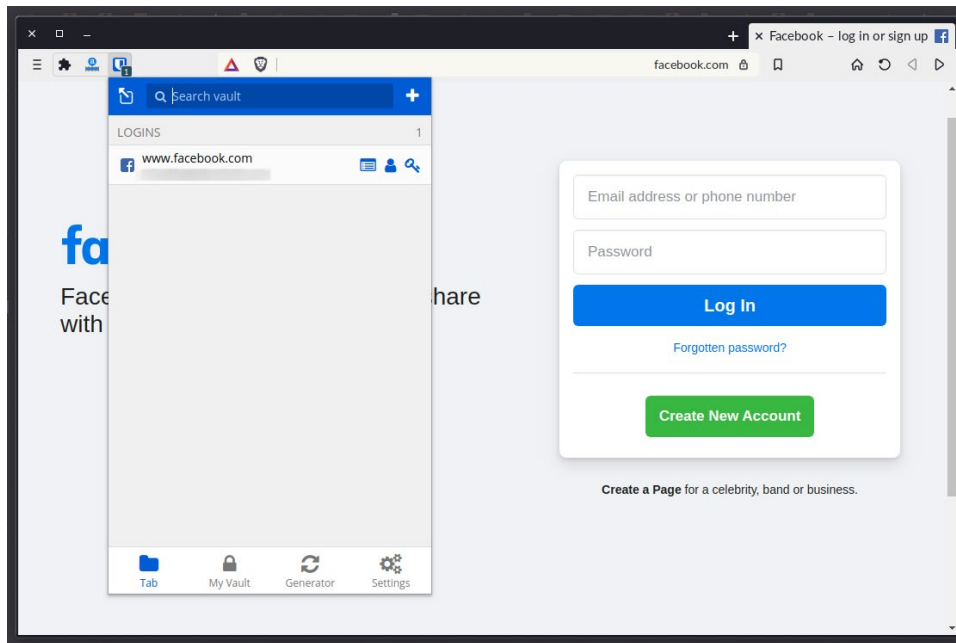 Facebook – log in or sign up
facebook.com
1
Search vault
LOGINS 1
www.facebook.com
fa
Face
hare
with
Email address or phone number
Password
Log In
Forgotten password?
Create New Account
Create a Page for a celebrity, band or business.
Tab My Vault Generator Settings